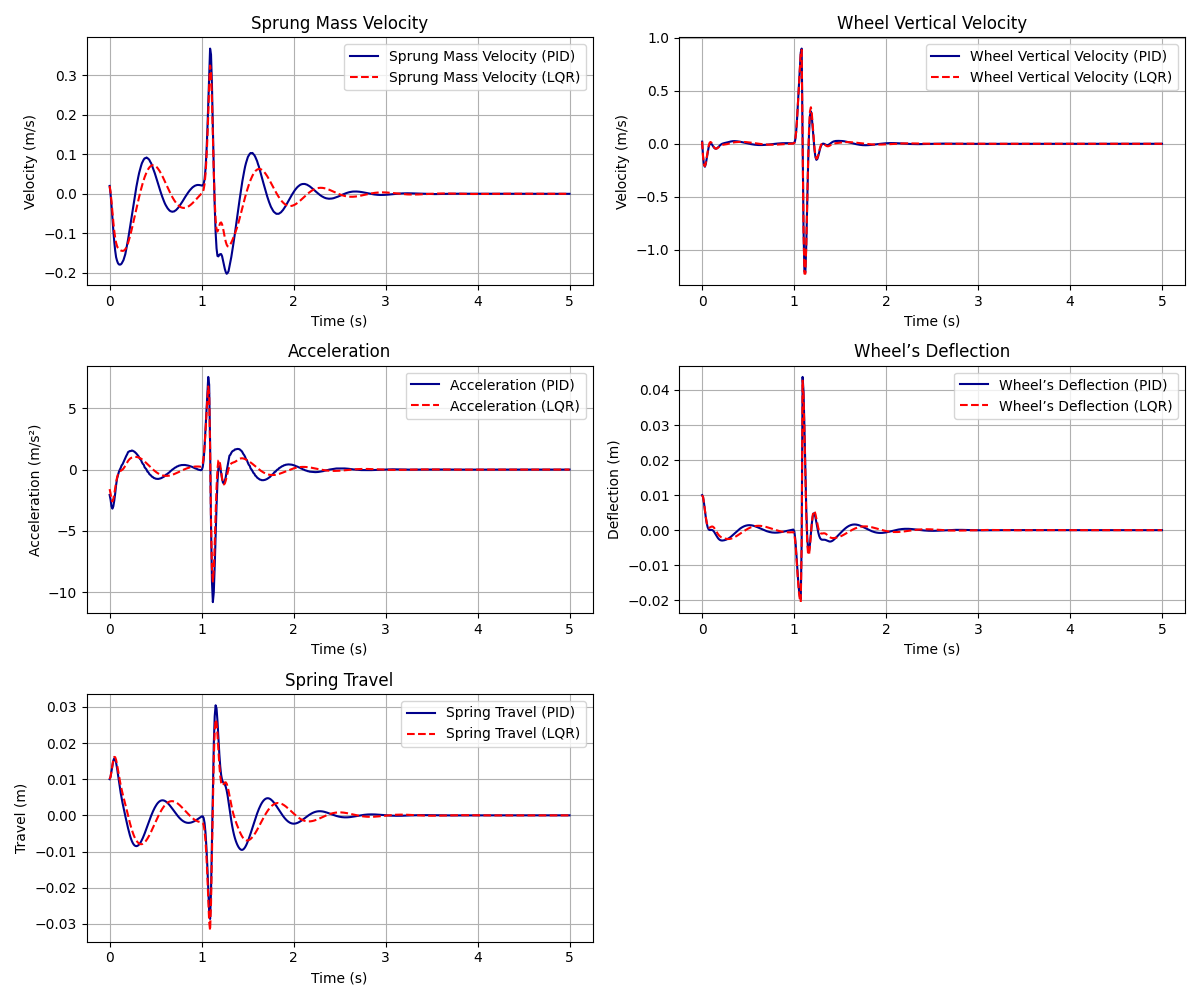 Sprung Mass Velocity
Velocity (m/s)
0.3
0.2
0.1
0.0
−0.1
−0.2
Sprung Mass Velocity (PID)
Sprung Mass Velocity (LQR)
0 1 2 3 4 5
Time (s)
Wheel Vertical Velocity
Velocity (m/s)
1.0
0.5
0.0
−0.5
−1.0
Wheel Vertical Velocity (PID)
Wheel Vertical Velocity (LQR)
0 1 2 3 4 5
Time (s)
Acceleration
Acceleration (m/s²)
5
0
−5
−10
Acceleration (PID)
Acceleration (LQR)
0 1 2 3 4 5
Time (s)
Wheel’s Deflection
Deflection (m)
0.04
0.03
0.02
0.01
0.00
−0.01
−0.02
Wheel’s Deflection (PID)
Wheel’s Deflection (LQR)
0 1 2 3 4 5
Time (s)
Spring Travel
Travel (m)
0.03
0.02
0.01
0.00
−0.01
−0.02
−0.03
Spring Travel (PID)
Spring Travel (LQR)
0 1 2 3 4 5
Time (s)